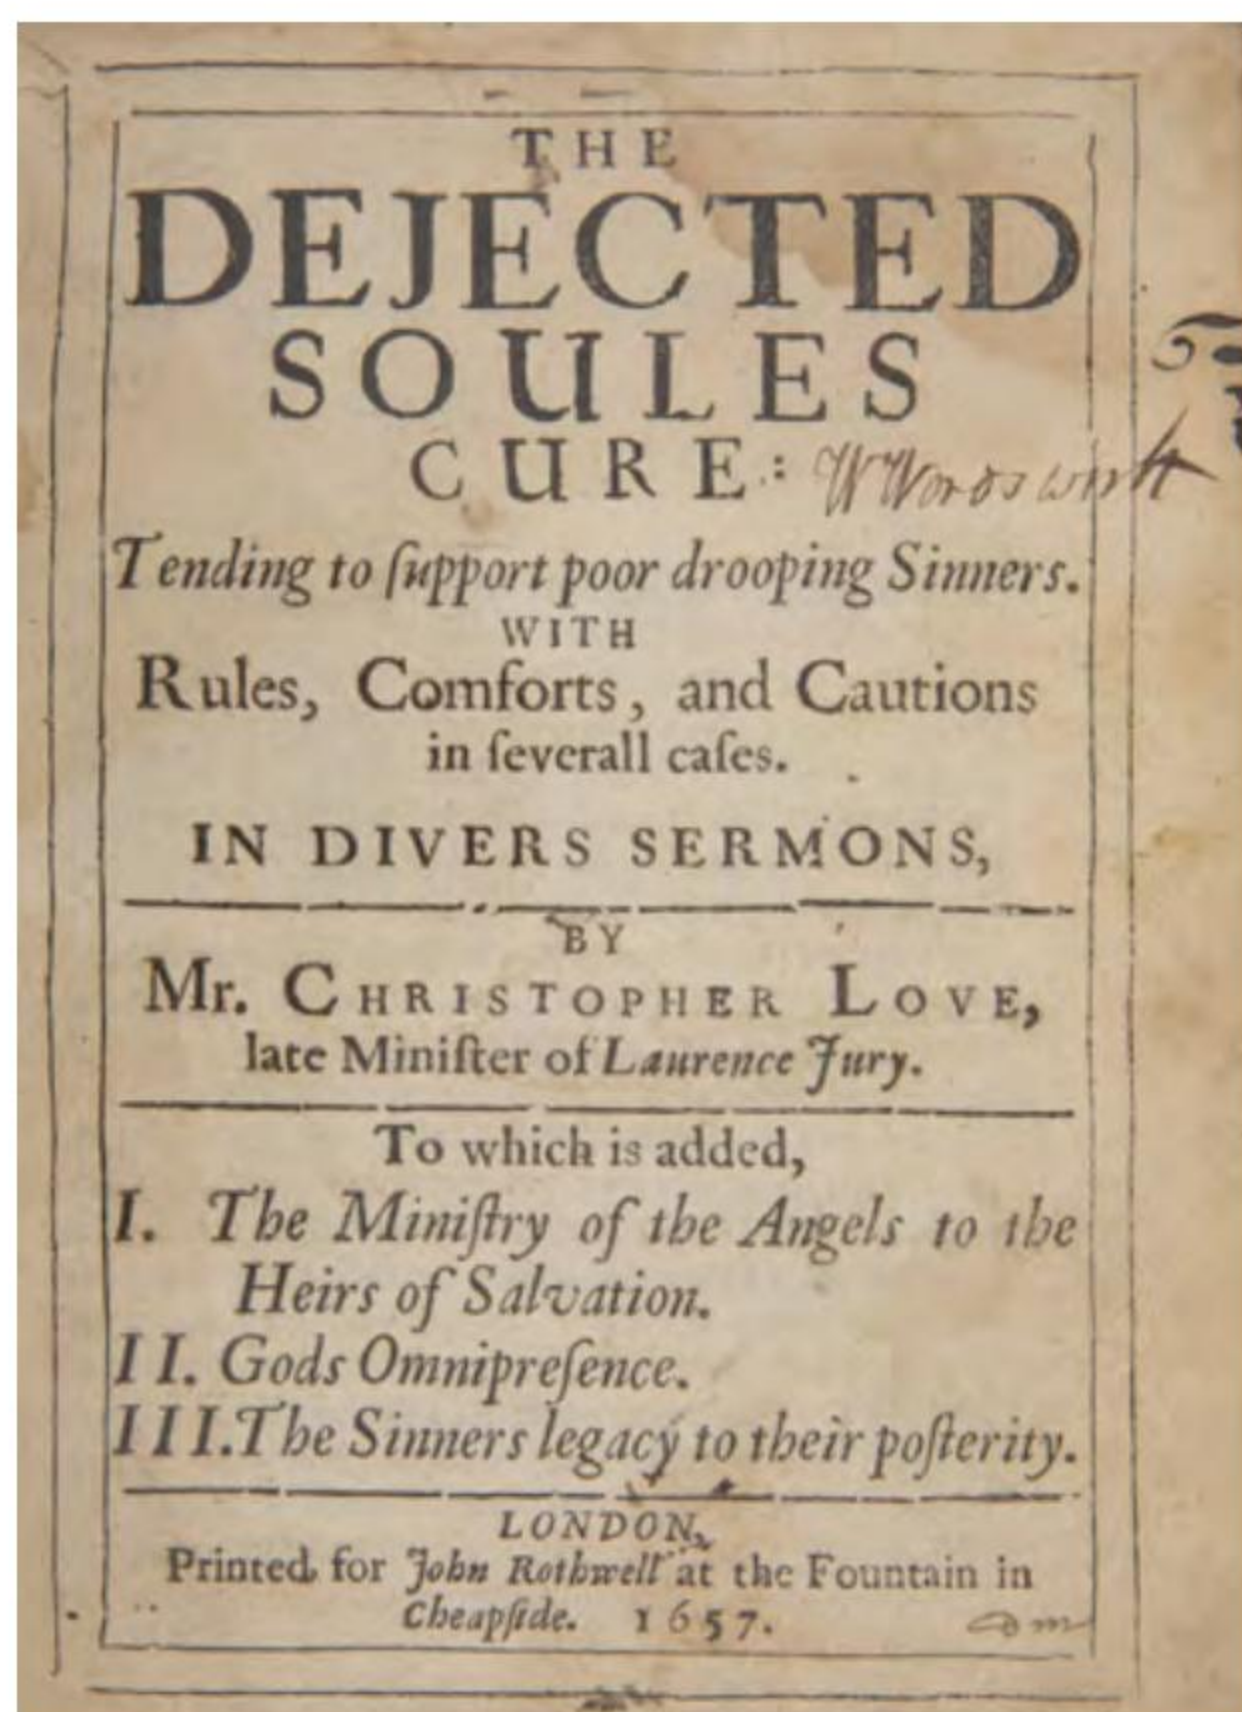 THE
DEJECTED
SOULES
CURE: WWordsworth
Tending to ſupport poor drooping Sinners.
WITH
Rules, Comforts, and Cautions
in ſeverall caſes.
IN DIVERS SERMONS,
BY
Mr. CHRISTOPHER LOVE,
late Miniſter of Laurence Jury.
To which is added,
I. The Miniſtry of the Angels to the
Heirs of Salvation.
II. Gods Omnipreſence.
III. The Sinners legacy to their poſterity.
LONDON,
Printed for John Rothwell at the Fountain in
Cheapſide. 1657.